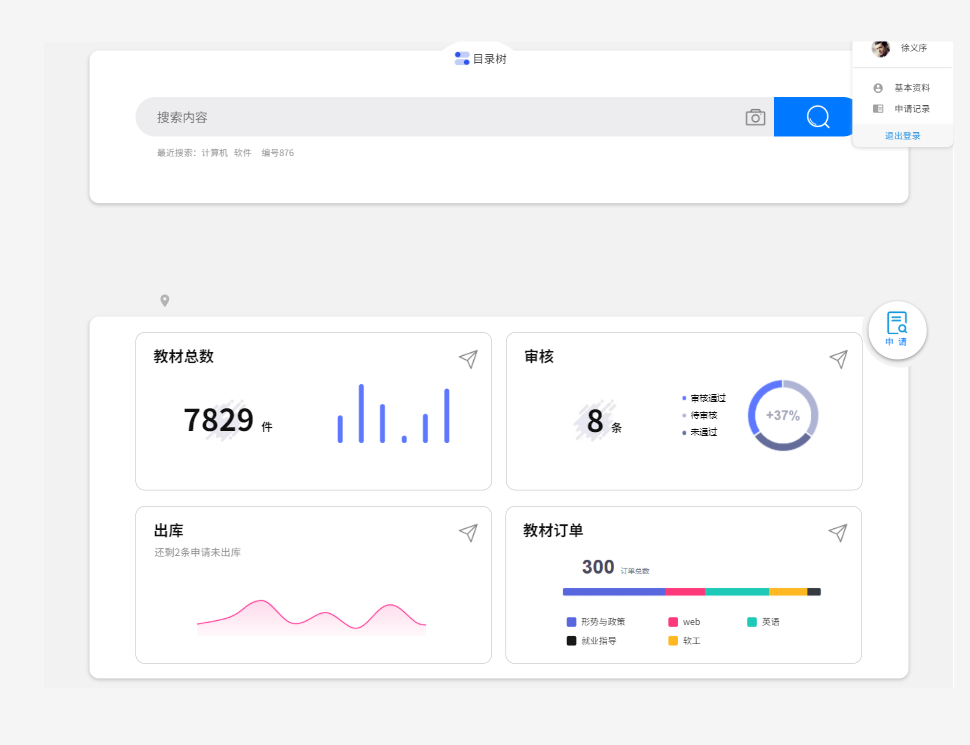 目录树
徐义序
基本资料
申请记录
退出登录
搜索内容
最近搜索：计算机 软件 编号876
申 请
教材总数
7829 件
审核
8 条
审核通过
待审核
未通过
+37%
出库
还剩2条申请未出库
教材订单
300 订单总数
形势与政策
web
英语
就业指导
软工